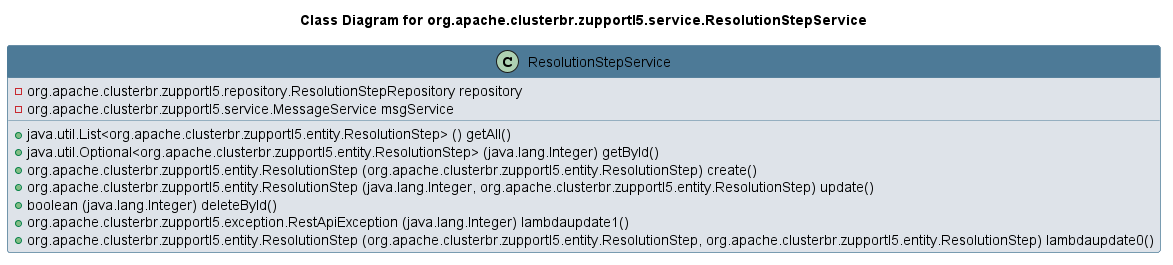 Class Diagram for org.apache.clusterbr.zupportl5.service.ResolutionStepService
C ResolutionStepService
org.apache.clusterbr.zupportl5.repository.ResolutionStepRepository repository
org.apache.clusterbr.zupportl5.service.MessageService msgService
java.util.List<org.apache.clusterbr.zupportl5.entity.ResolutionStep> () getAll()
java.util.Optional<org.apache.clusterbr.zupportl5.entity.ResolutionStep> (java.lang.Integer) getById()
org.apache.clusterbr.zupportl5.entity.ResolutionStep (org.apache.clusterbr.zupportl5.entity.ResolutionStep) create()
org.apache.clusterbr.zupportl5.entity.ResolutionStep (java.lang.Integer, org.apache.clusterbr.zupportl5.entity.ResolutionStep) update()
boolean (java.lang.Integer) deleteById()
org.apache.clusterbr.zupportl5.exception.RestApiException (java.lang.Integer) lambdaupdate1()
org.apache.clusterbr.zupportl5.entity.ResolutionStep (org.apache.clusterbr.zupportl5.entity.ResolutionStep, org.apache.clusterbr.zupportl5.entity.ResolutionStep) lambdaupdate0()